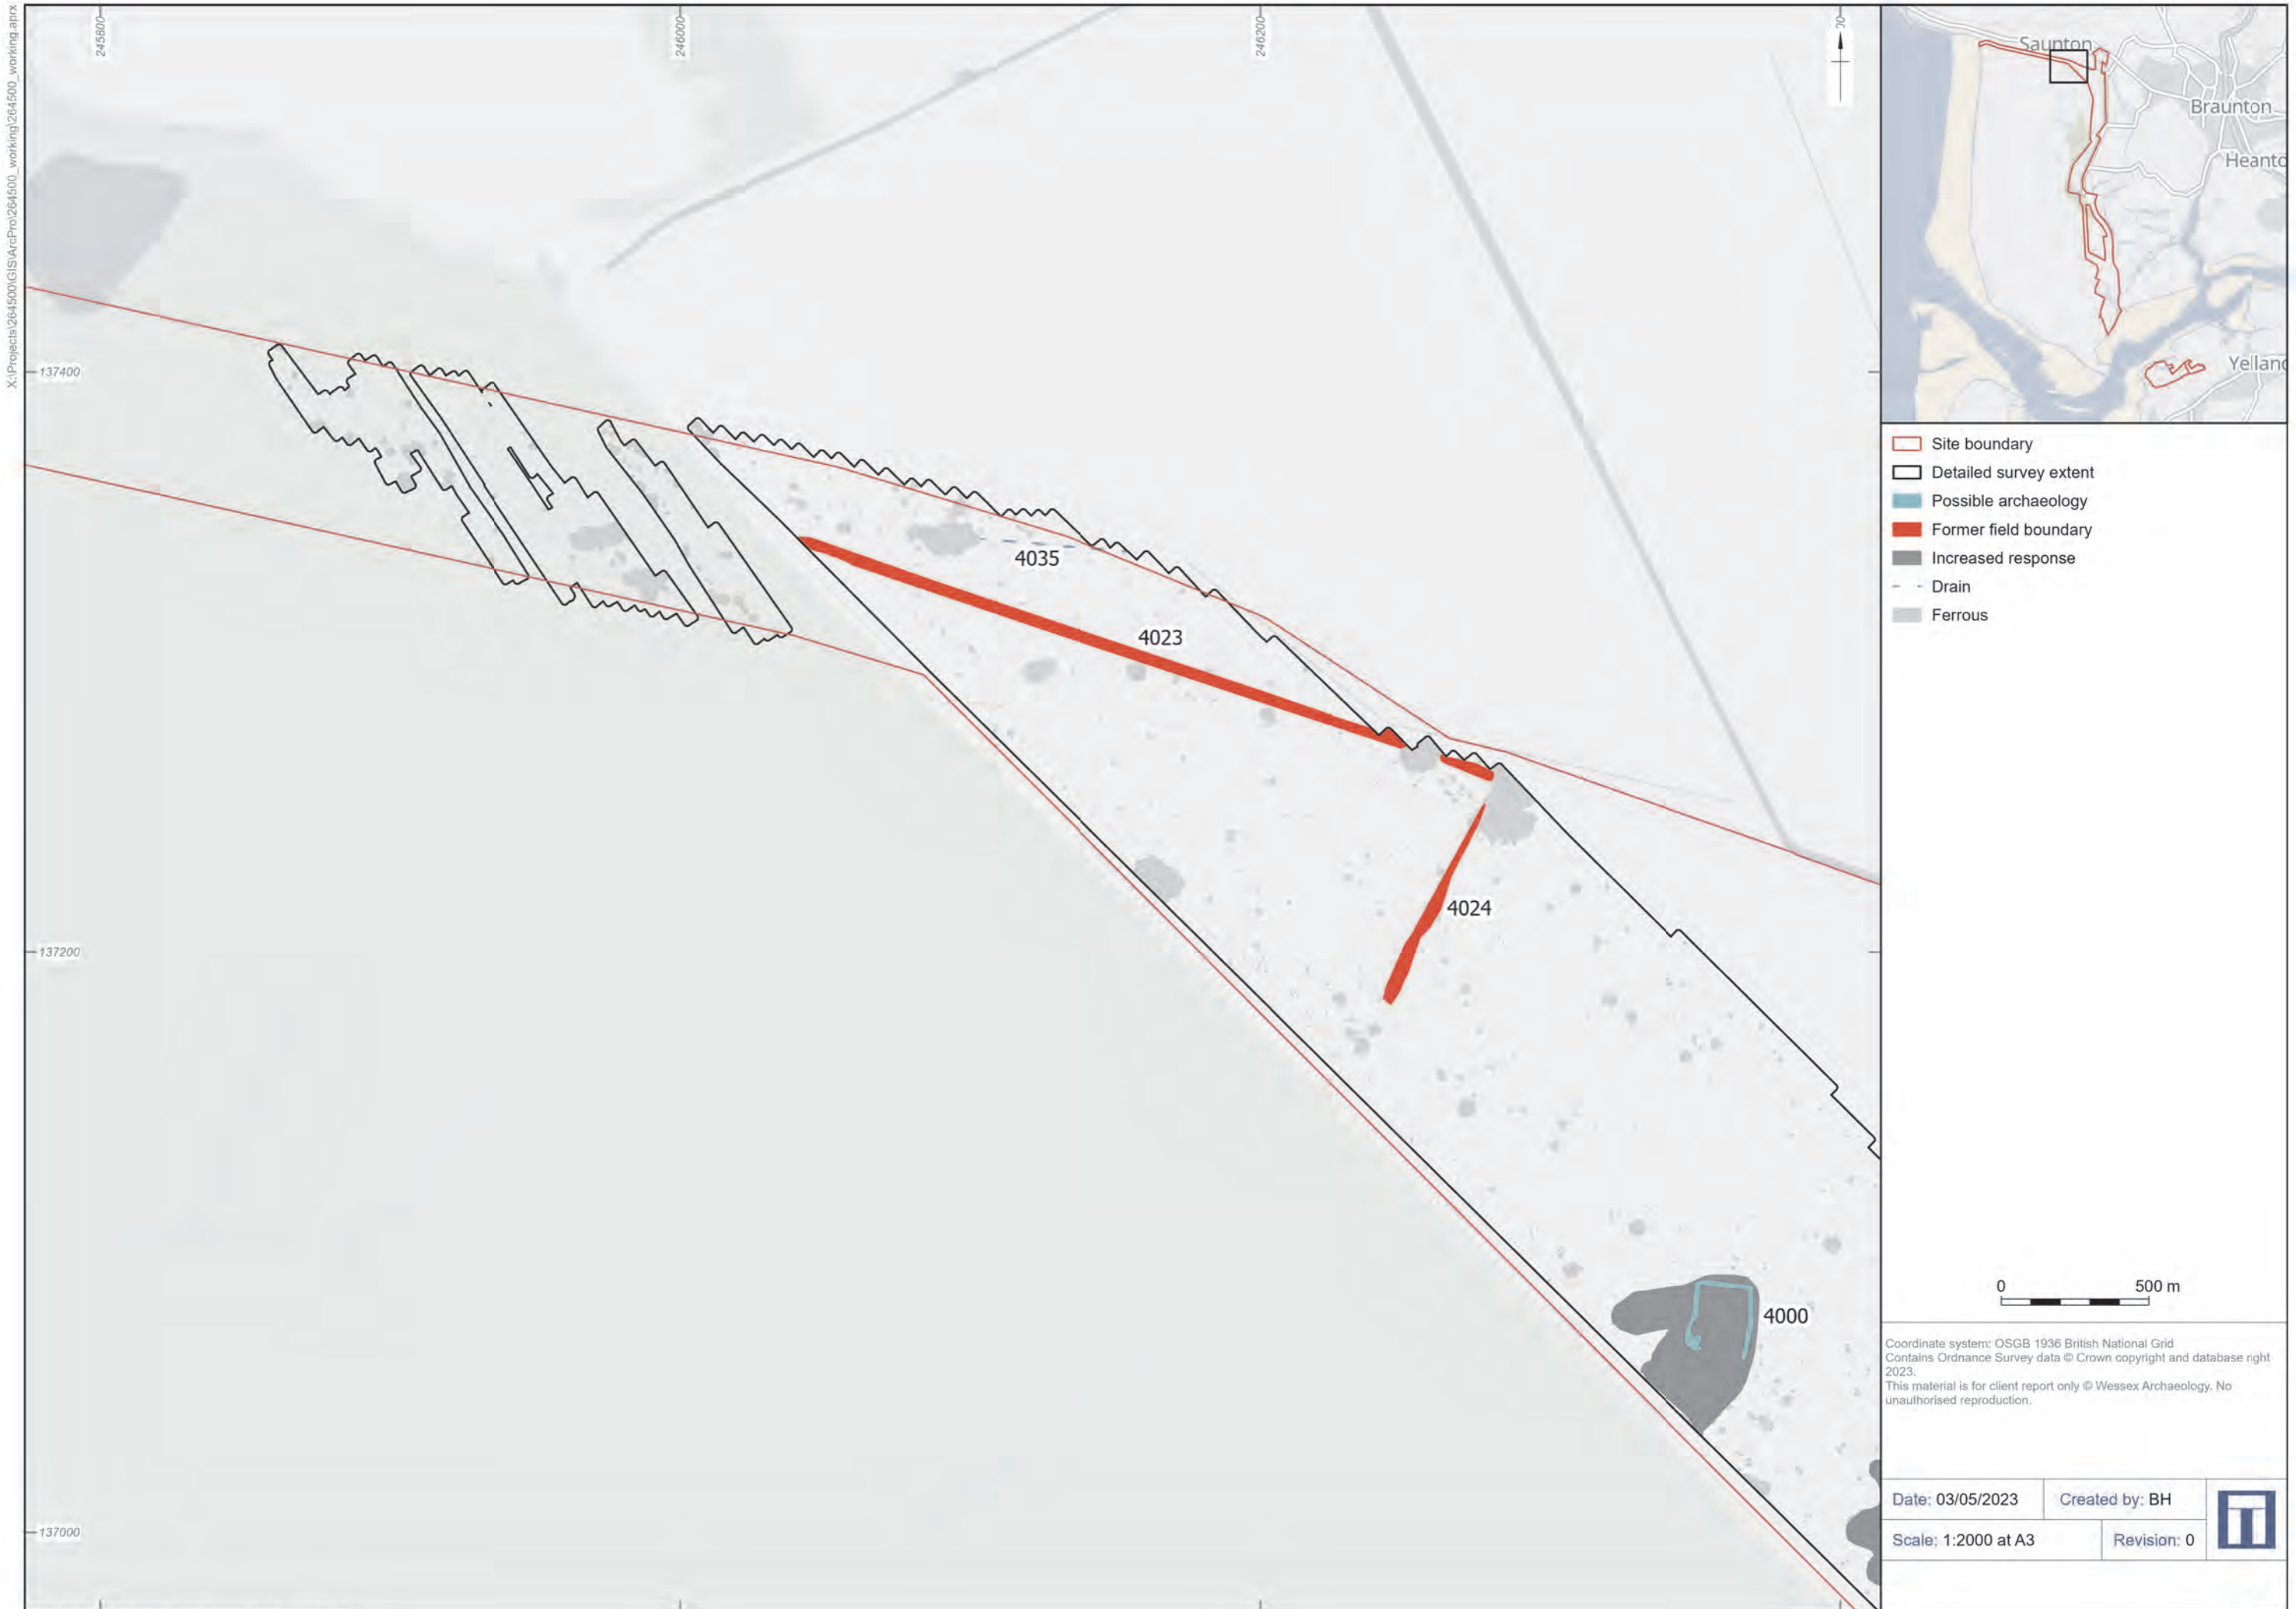 X:\Projects\264500\GIS\ArcPro\264500_working\264500_working.aprx
245800
246000
246200
00
137400
137200
137000
4035
4023
4024
4000
Saunton
Braunton
Heanto
Yelland
Site boundary
Detailed survey extent
Possible archaeology
Former field boundary
Increased response
Drain
Ferrous
0 500 m
Coordinate system: OSGB 1936 British National Grid
Contains Ordnance Survey data © Crown copyright and database right
2023.
This material is for client report only © Wessex Archaeology. No
unauthorised reproduction.
Date: 03/05/2023 Created by: BH
Scale: 1:2000 at A3 Revision: 0